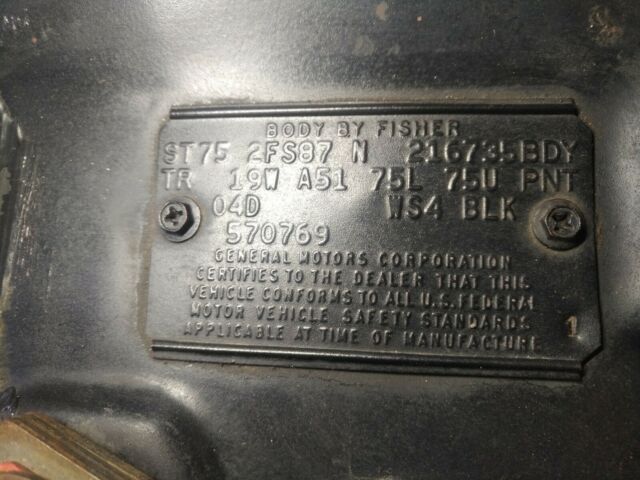 BODY BY FISHER
ST75 2FS87 N 216735BDY
TR 19W A51 75L 75U PNT
04D WS4 BLK
570769
GENERAL MOTORS CORPORATION
CERTIFIES TO THE DEALER THAT THIS
VEHICLE CONFORMS TO ALL U.S. FEDERAL
MOTOR VEHICLE SAFETY STANDARDS
APPLICABLE AT TIME OF MANUFACTURE 1